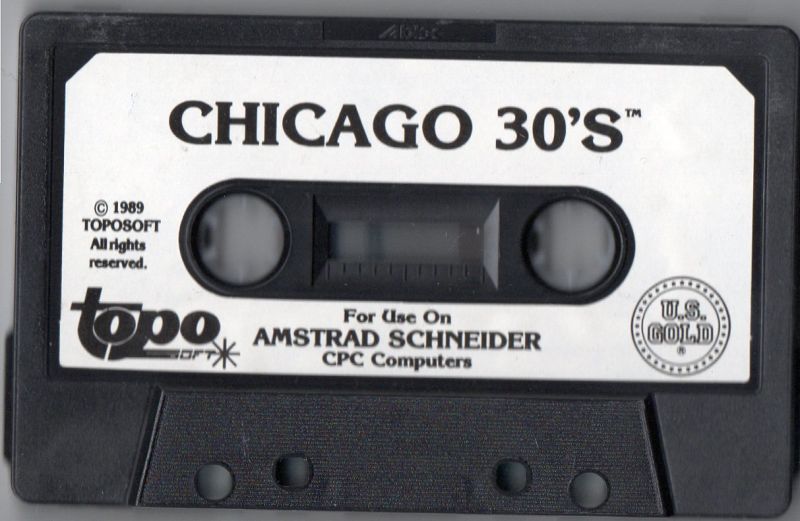 CHICAGO 30'S™
© 1989
TOPOSOFT
All rights
reserved.
topo
SOFT
For Use On
AMSTRAD SCHNEIDER
CPC Computers
U.S.
GOLD
®